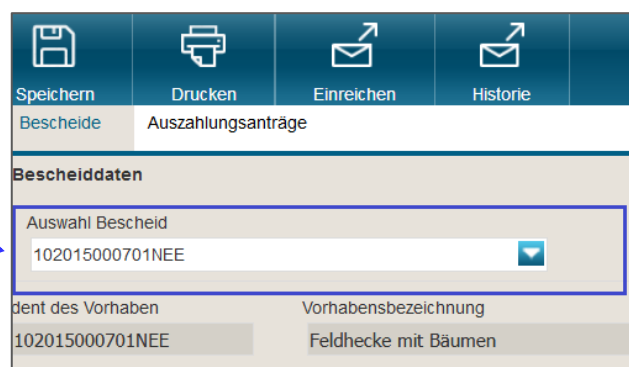 Speichern Drucken Einreichen Historie
Bescheide Auszahlungsanträge
Bescheiddaten
Auswahl Bescheid
102015000701NEE
dent des Vorhaben Vorhabensbezeichnung
102015000701NEE Feldhecke mit Bäumen